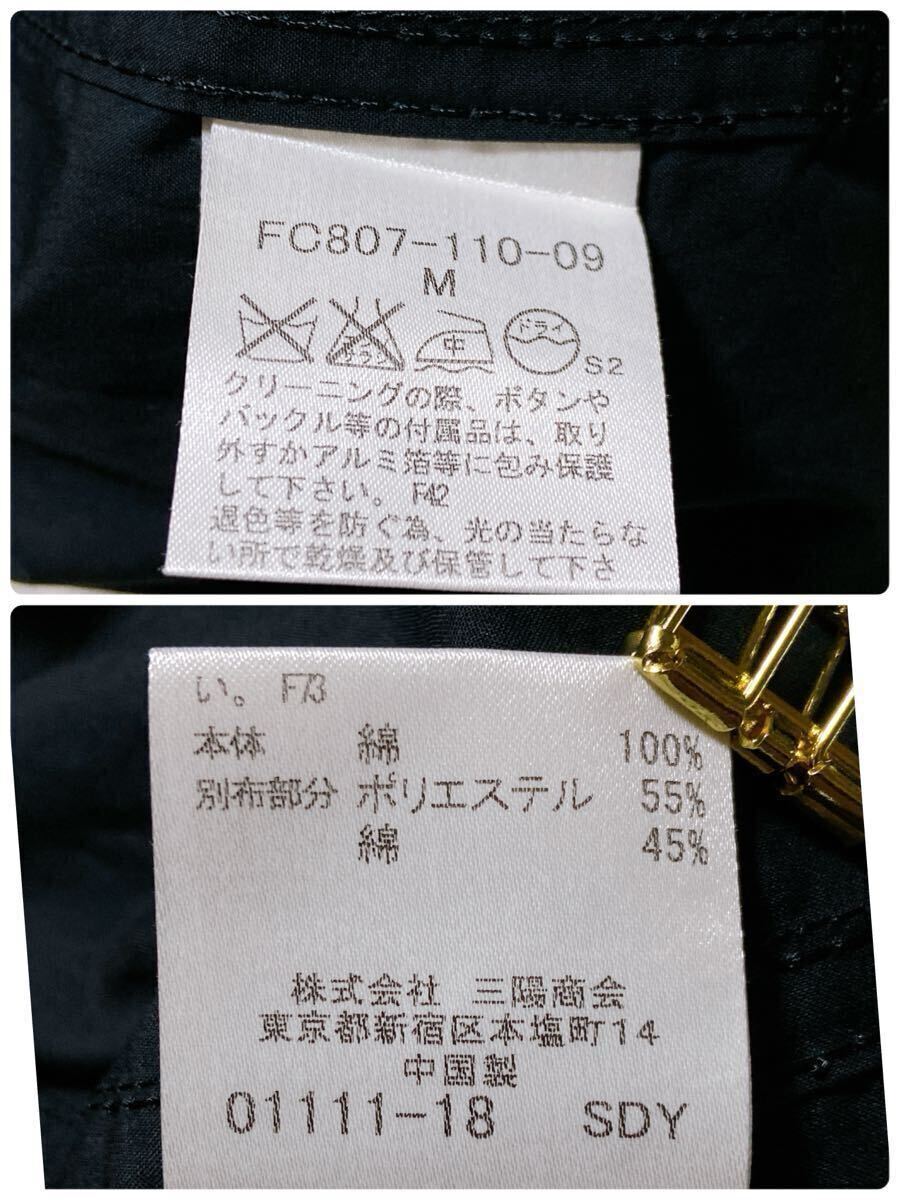 FC807-110-09
M
エンソ
サラシ
中
ドライ
S2
クリーニングの際、ボタンや
バックル等の付属品は、取り
外すかアルミ箔等に包み保護
して下さい。 F42
退色等を防ぐ為、光の当たらな
い所で乾燥及び保管して下さ
い。 F73
本体 綿 100%
別布部分 ポリエステル 55%
綿 45%
株式会社 三陽商会
東京都新宿区本塩町14
中国製
01111-18 SDY